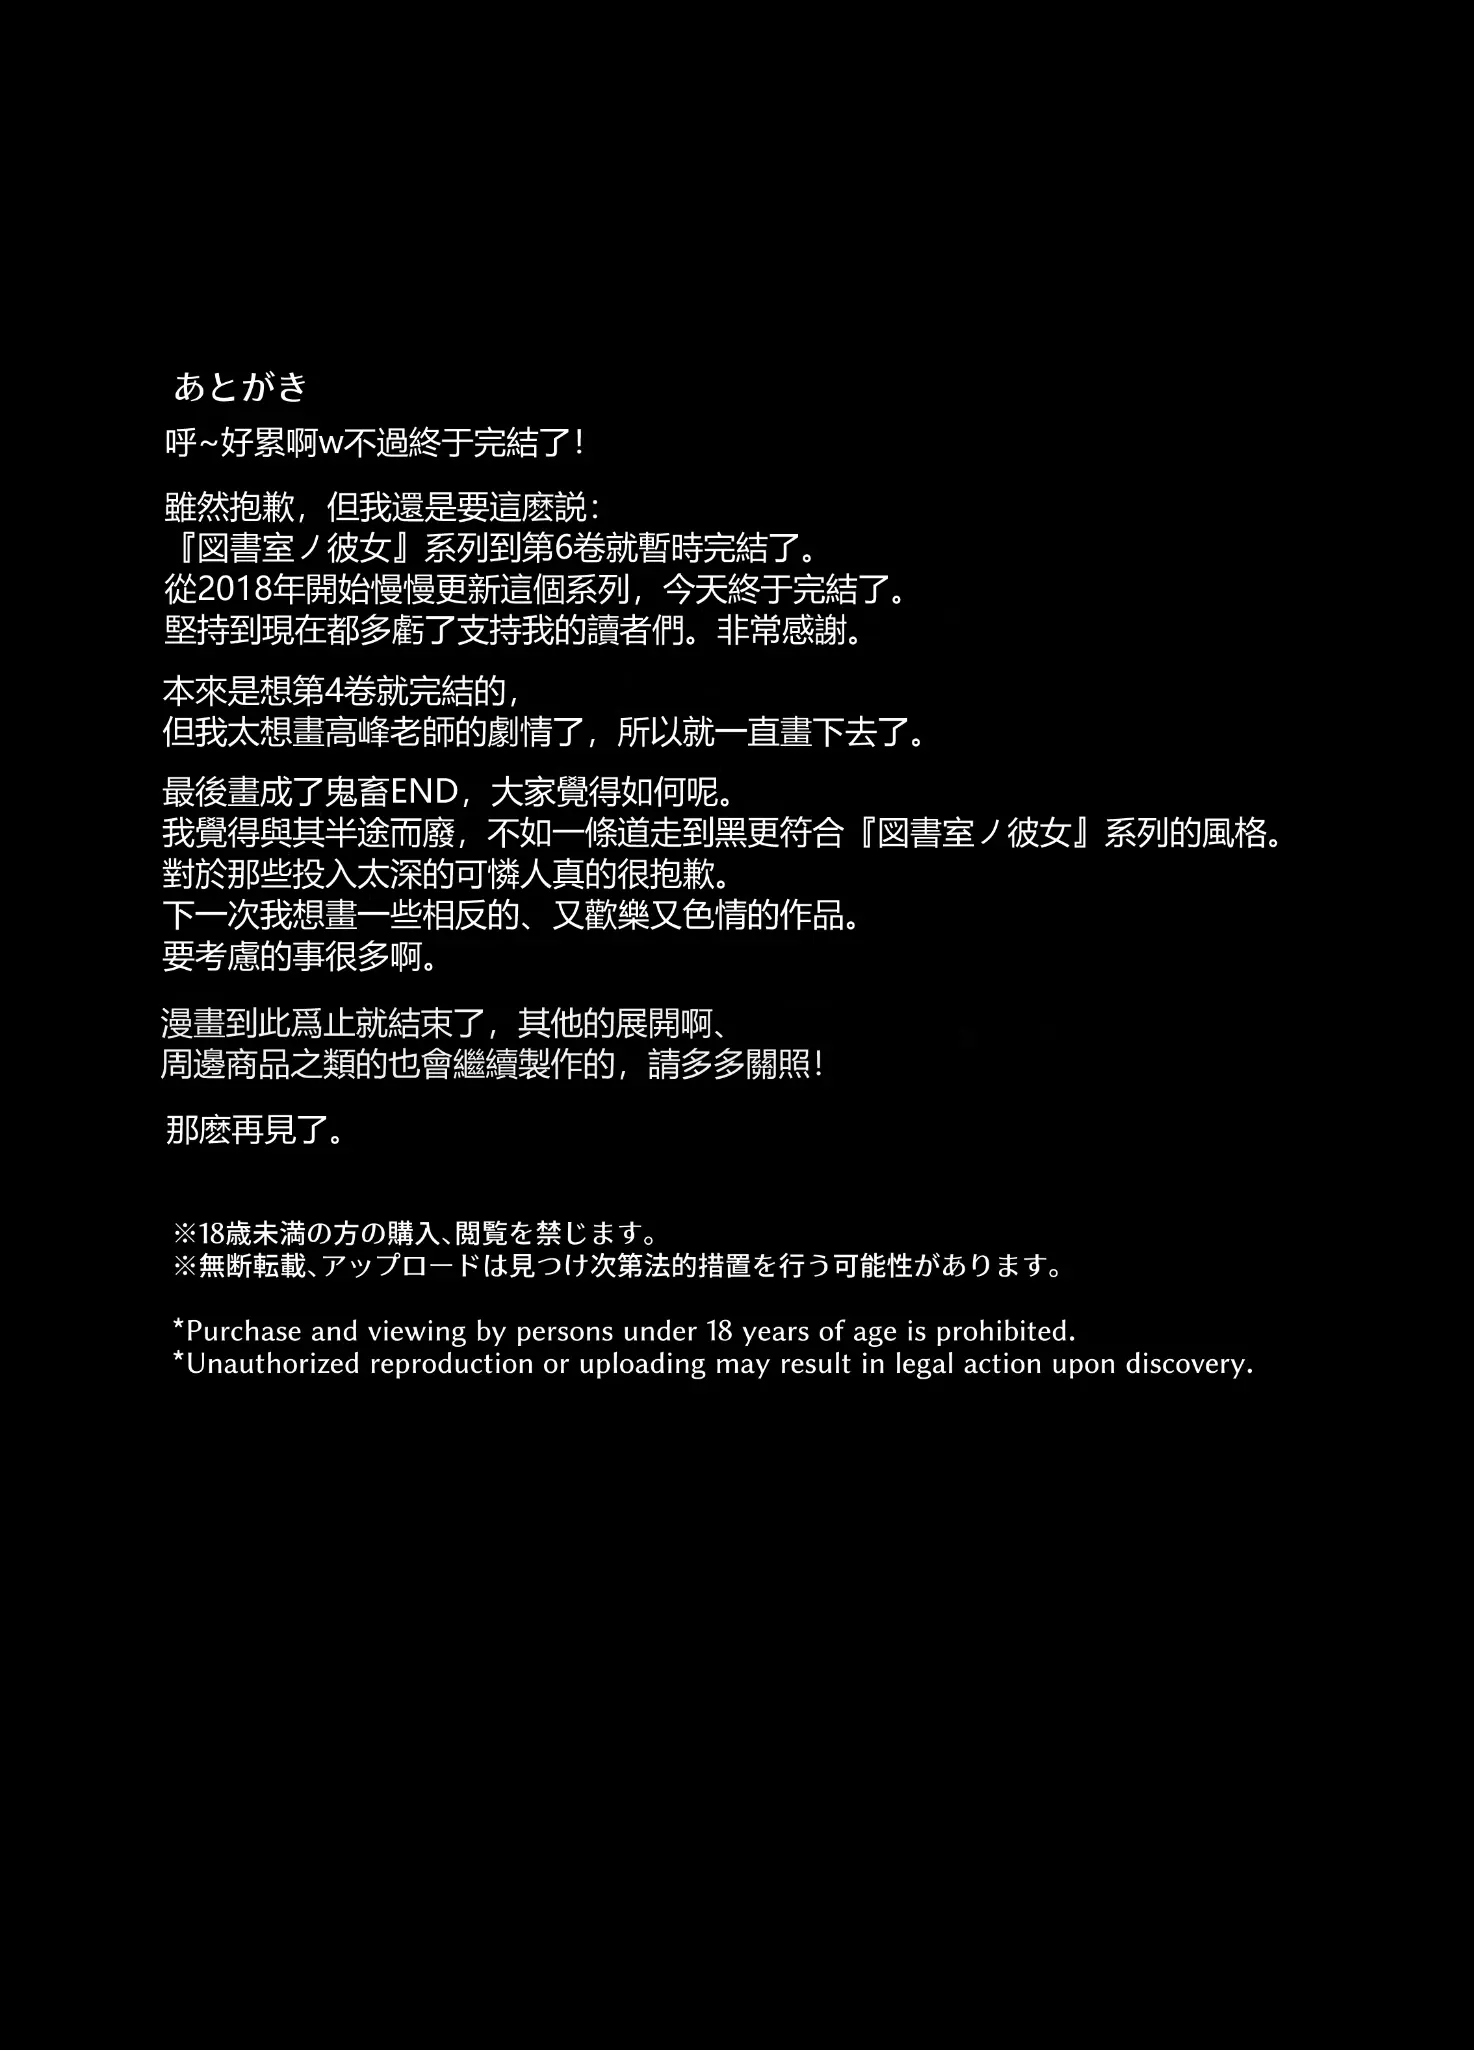 あとがき
呼~好累啊w不過終于完結了！
雖然抱歉，但我還是要這麽説：
『図書室ノ彼女』系列到第6卷就暫時完結了。
從2018年開始慢慢更新這個系列，今天終于完結了。
堅持到現在都多虧了支持我的讀者們。非常感謝。
本來是想第4卷就完結的，
但我太想畫高峰老師的劇情了，所以就一直畫下去了。
最後畫成了鬼畜END，大家覺得如何呢。
我覺得與其半途而廢，不如一條道走到黑更符合『図書室ノ彼女』系列的風格。
對於那些投入太深的可憐人真的很抱歉。
下一次我想畫一些相反的、又歡樂又色情的作品。
要考慮的事很多啊。
漫畫到此爲止就結束了，其他的展開啊、
周邊商品之類的也會繼續製作的，請多多關照！
那麽再見了。
※18歳未満の方の購入、閲覧を禁じます。
※無断転載、アップロードは見つけ次第法的措置を行う可能性があります。
*Purchase and viewing by persons under 18 years of age is prohibited.
*Unauthorized reproduction or uploading may result in legal action upon discovery.